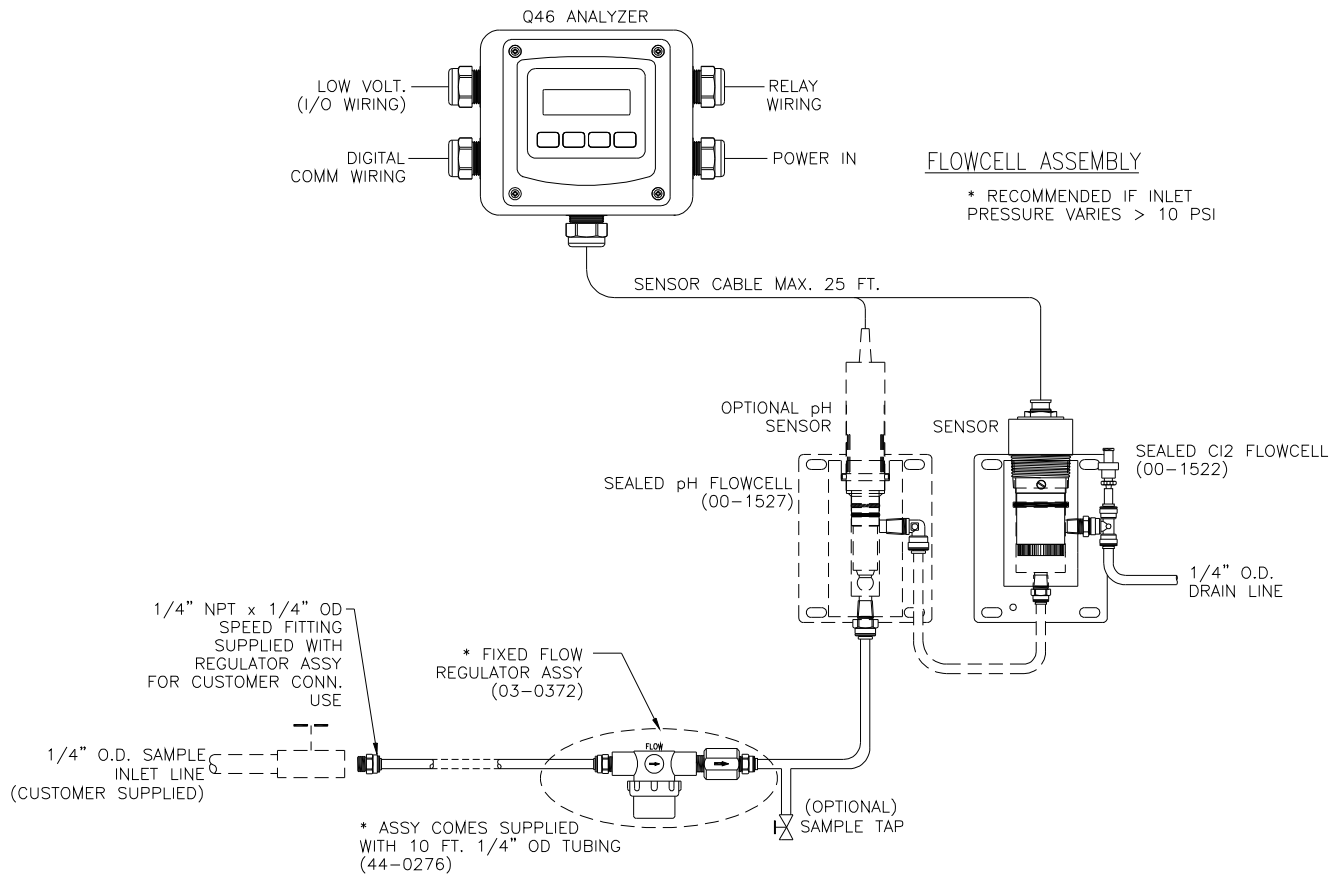 Q46 ANALYZER
LOW VOLT.
(I/O WIRING)
RELAY
WIRING
DIGITAL
COMM WIRING
POWER IN
FLOWCELL ASSEMBLY
* RECOMMENDED IF INLET
PRESSURE VARIES > 10 PSI
SENSOR CABLE MAX. 25 FT.
OPTIONAL pH
SENSOR
SENSOR
SEALED Cl2 FLOWCELL
(00-1522)
SEALED pH FLOWCELL
(00-1527)
1/4" O.D.
DRAIN LINE
1/4" NPT x 1/4" OD
SPEED FITTING
SUPPLIED WITH
REGULATOR ASSY
FOR CUSTOMER CONN.
USE
* FIXED FLOW
REGULATOR ASSY
(03-0372)
FLOW
1/4" O.D. SAMPLE
INLET LINE
(CUSTOMER SUPPLIED)
(OPTIONAL)
SAMPLE TAP
* ASSY COMES SUPPLIED
WITH 10 FT. 1/4" OD TUBING
(44-0276)